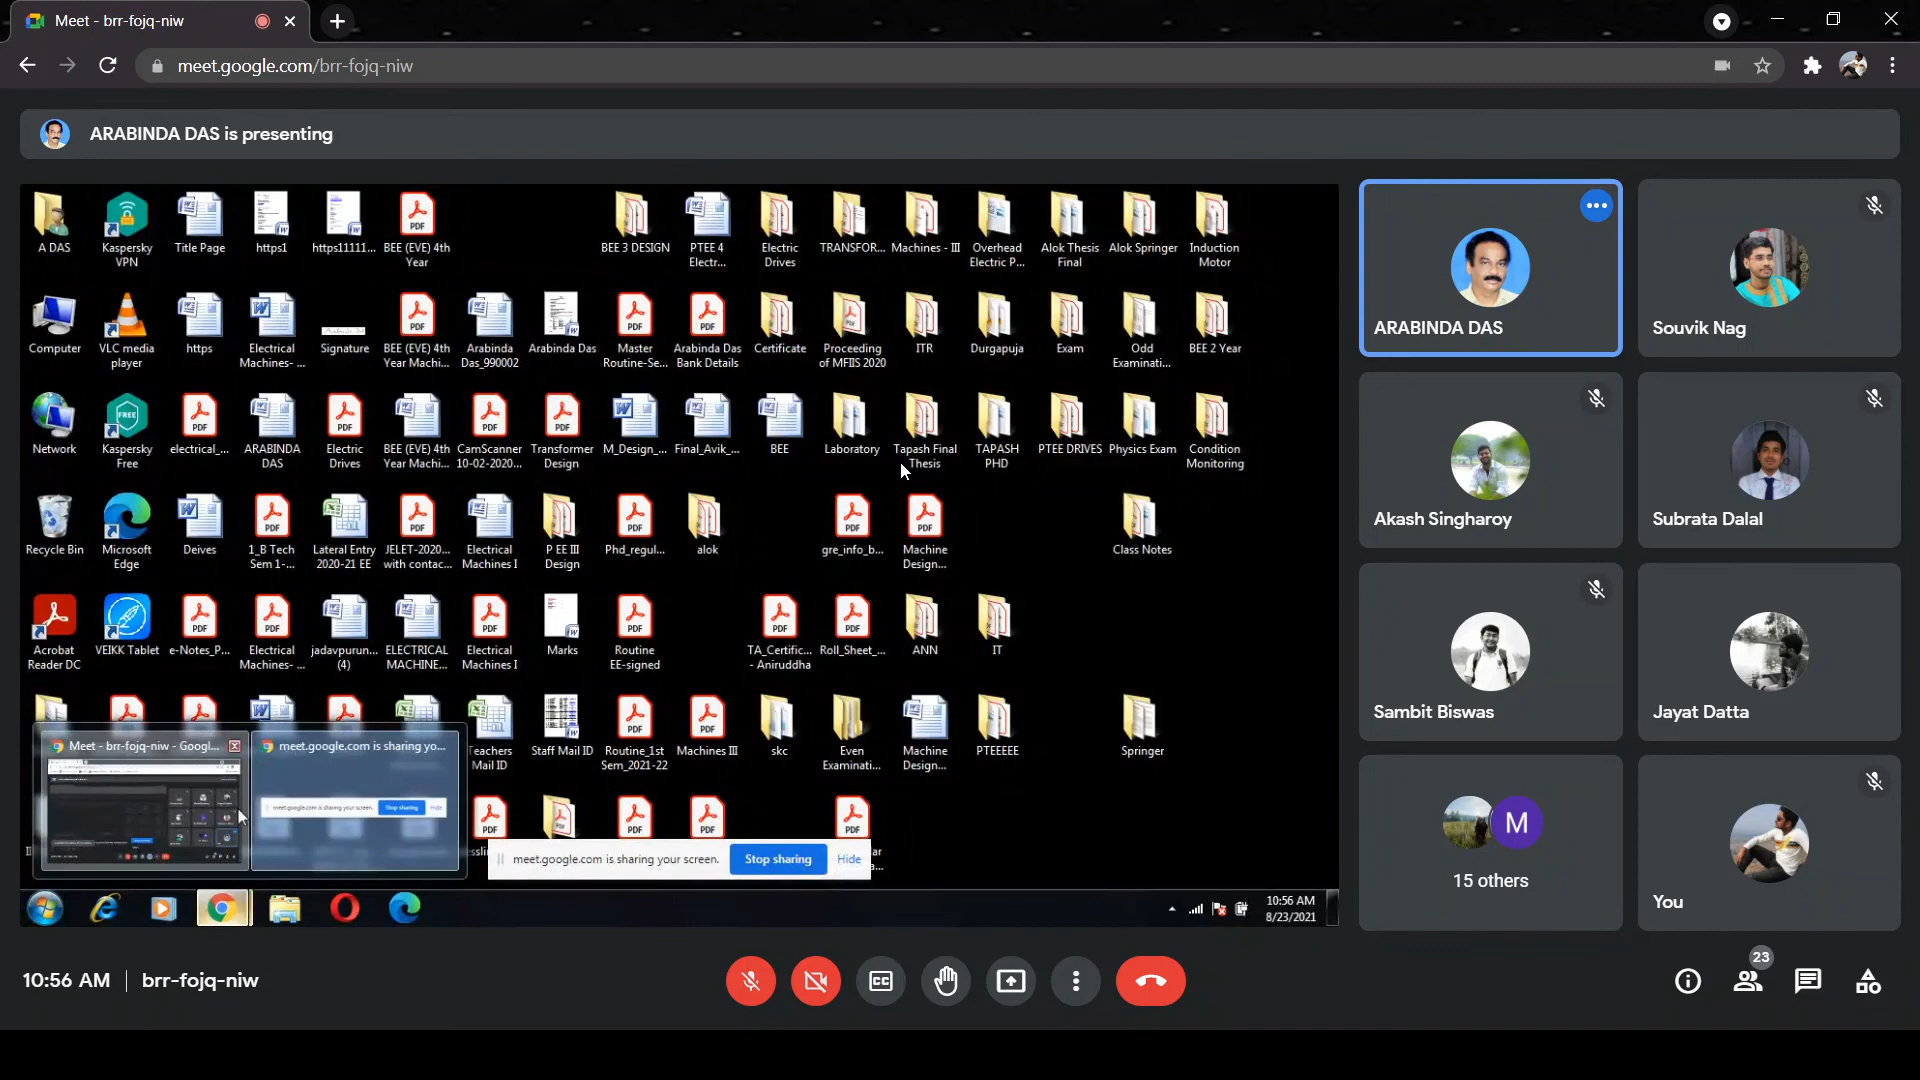 Meet - brr-fojq-niw
meet.google.com/brr-fojq-niw
ARABINDA DAS is presenting
A DAS
Kaspersky
VPN
Title Page
https1
https11111...
BEE (EVE) 4th
Year
BEE 3 DESIGN
PTEE 4
Electr...
Electric
Drives
TRANSFOR...
Machines - III
Overhead
Electric P...
Alok Thesis
Final
Alok Springer
Induction
Motor
Computer
VLC media
player
https
Electrical
Machines-...
Signature
BEE (EVE) 4th
Year Machi...
Arabinda
Das_990002
Arabinda Das
Master
Routine-Se...
Arabinda Das
Bank Details
Certificate
Proceeding
of MFIIS 2020
ITR
Durgapuja
Exam
Odd
Examinati...
BEE 2 Year
Network
Kaspersky
Free
electrical_...
ARABINDA
DAS
Electric
Drives
BEE (EVE) 4th
Year Machi...
CamScanner
10-02-2020...
Transformer
Design
M_Design_...
Final_Avik_...
BEE
Laboratory
Tapash Final
Thesis
TAPASH
PHD
PTEE DRIVES
Physics Exam
Condition
Monitoring
Recycle Bin
Microsoft
Edge
Deives
1_B Tech
Sem 1-...
Lateral Entry
2020-21 EE
JELET-2020...
with contac...
Electrical
Machines I
P EE III
Design
Phd_regul...
alok
gre_info_b...
Machine
Design...
Class Notes
Acrobat
Reader DC
VEIKK Tablet
e-Notes_P...
Electrical
Machines-...
jadavpurun...
(4)
ELECTRICAL
MACHINE...
Electrical
Machines I
Marks
Routine
EE-signed
TA_Certific...
- Aniruddha
Roll_Sheet_...
ANN
IT
Teachers
Mail ID
Staff Mail ID
Routine_1st
Sem_2021-22
Machines III
skc
Even
Examinati...
Machine
Design...
PTEEEEE
Springer
Meet - brr-fojq-niw - Googl...
meet.google.com is sharing yo...
meet.google.com is sharing your screen.
Stop sharing
Hide
meet.google.com is sharing your screen.
Stop sharing
Hide
10:56 AM
8/23/2021
ARABINDA DAS
Souvik Nag
Akash Singharoy
Subrata Dalal
Sambit Biswas
Jayat Datta
M
15 others
You
10:56 AM | brr-fojq-niw
CC
23